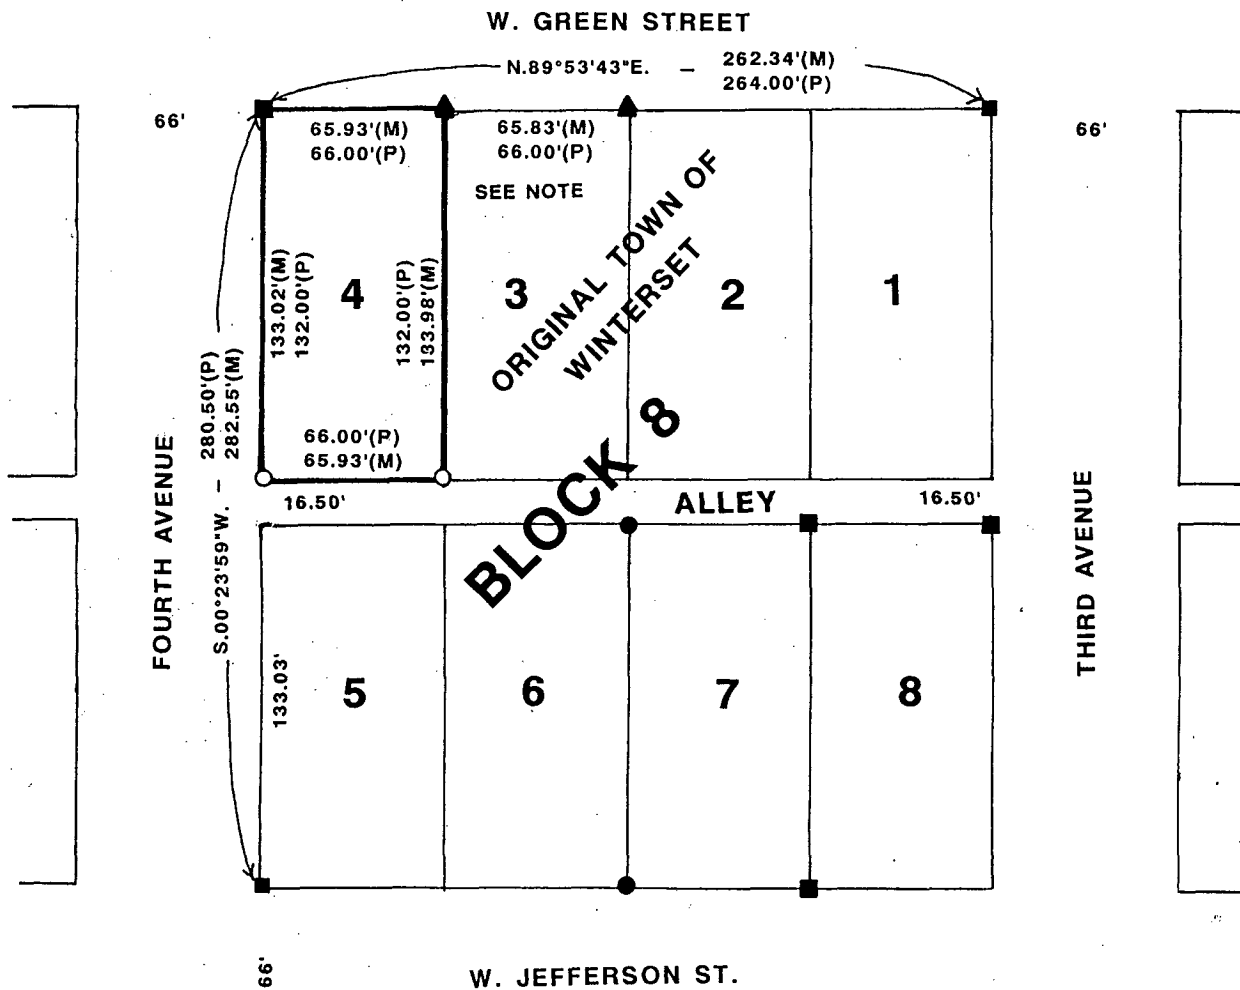 W. GREEN STREET
N.89°53'43"E. — 262.34'(M)
264.00'(P)
66'
66'
65.93'(M)
66.00'(P)
65.83'(M)
66.00'(P)
SEE NOTE
ORIGINAL TOWN OF
WINTERSET
133.02'(M)
132.00'(P)
4
132.00'(P)
133.98'(M)
3
2
1
280.50'(P)
S.00°23'59"W. — 282.55'(M)
66.00'(P)
65.93'(M)
BLOCK 8
16.50'
ALLEY
16.50'
FOURTH AVENUE
THIRD AVENUE
133.03'
5
6
7
8
66'
W. JEFFERSON ST.